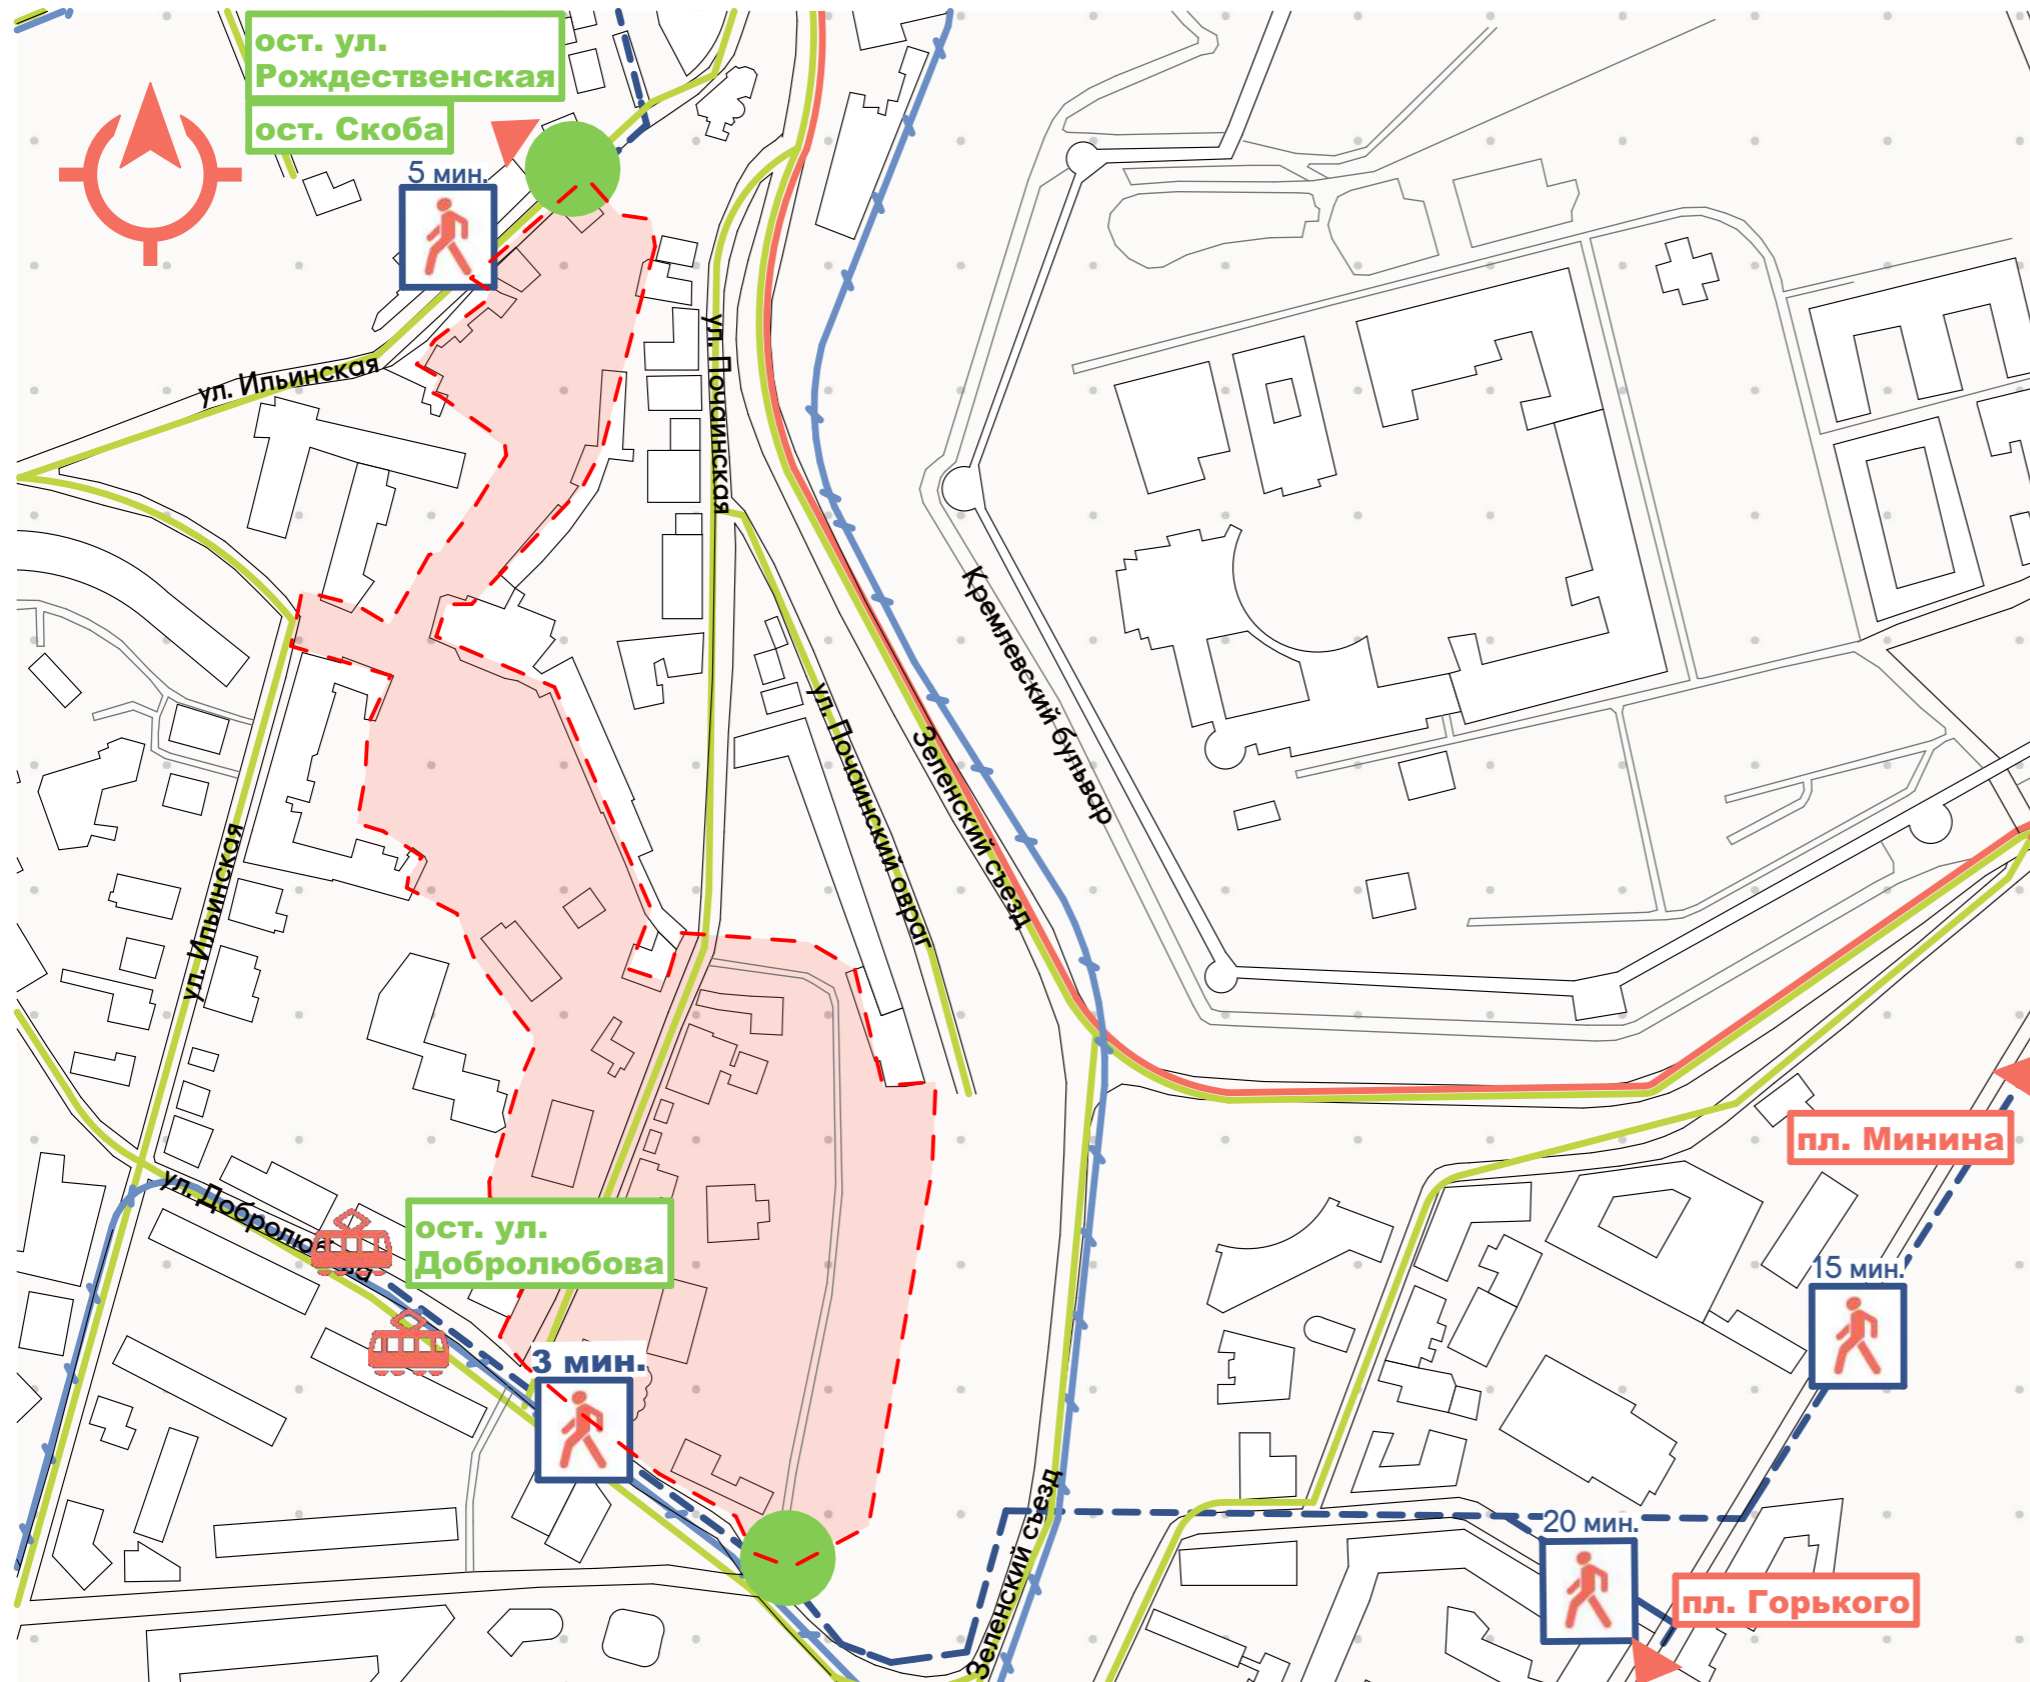 ост. ул.
Рождественская
ост. Скоба
5 мин.
ул. Ильинская
ул. Почаинская
Кремлевский бульвар
ул. Почаинский овраг
Зеленский съезд
ул. Ильинская
пл. Минина
ул. Добролюбова
ост. ул.
Добролюбова
15 мин.
3 мин.
20 мин.
Зеленский съезд
пл. Горького